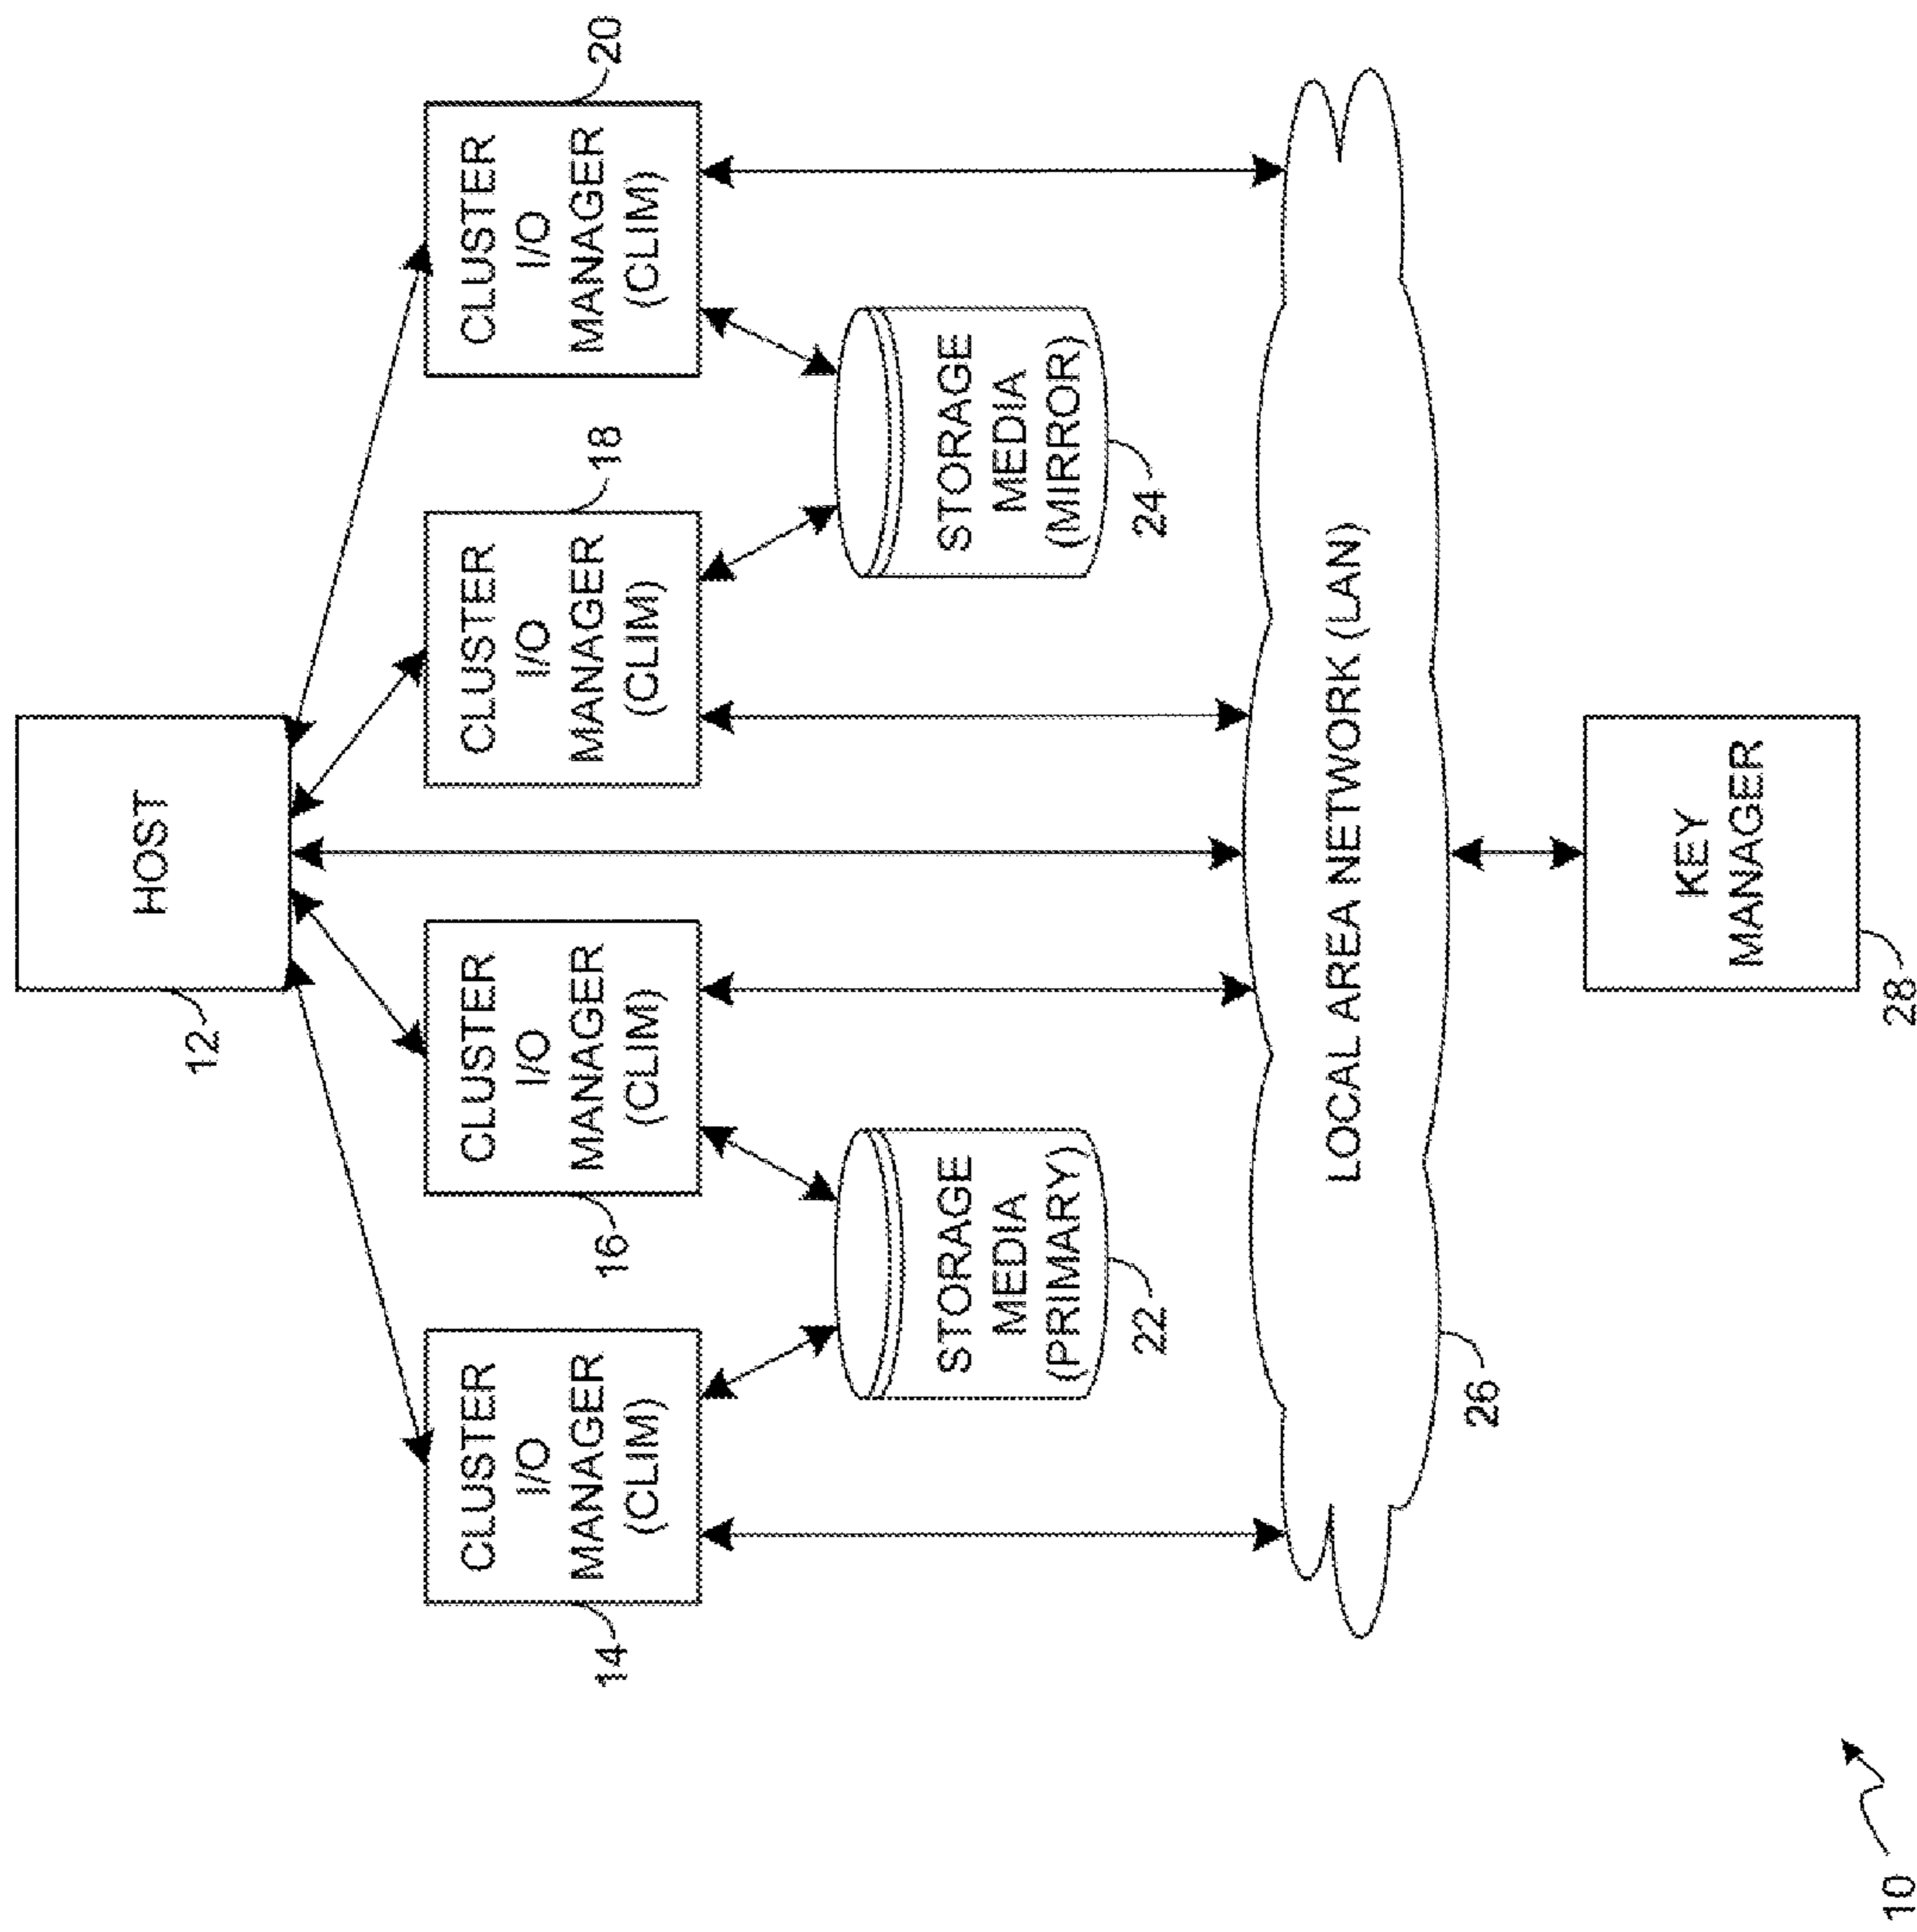 HOST
12
CLUSTER
I/O
MANAGER
(CLIM)
14
CLUSTER
I/O
MANAGER
(CLIM)
16
CLUSTER
I/O
MANAGER
(CLIM)
18
CLUSTER
I/O
MANAGER
(CLIM)
20
STORAGE
MEDIA
(PRIMARY)
22
STORAGE
MEDIA
(MIRROR)
24
LOCAL AREA NETWORK (LAN)
26
KEY
MANAGER
28
10